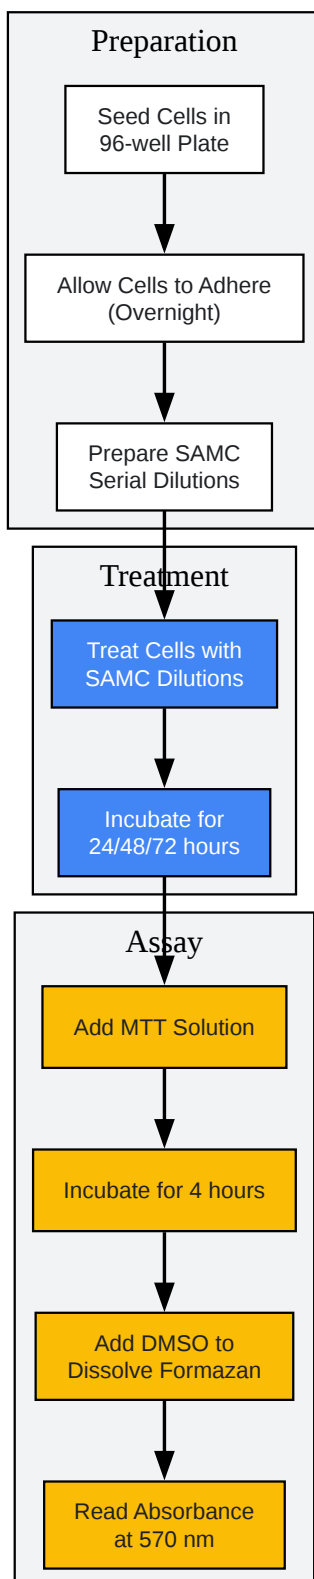 Preparation
Seed Cells in
96-well Plate
Allow Cells to Adhere
(Overnight)
Prepare SAMC
Serial Dilutions
Treatment
Treat Cells with
SAMC Dilutions
Incubate for
24/48/72 hours
Assay
Add MTT Solution
Incubate for 4 hours
Add DMSO to
Dissolve Formazan
Read Absorbance
at 570 nm